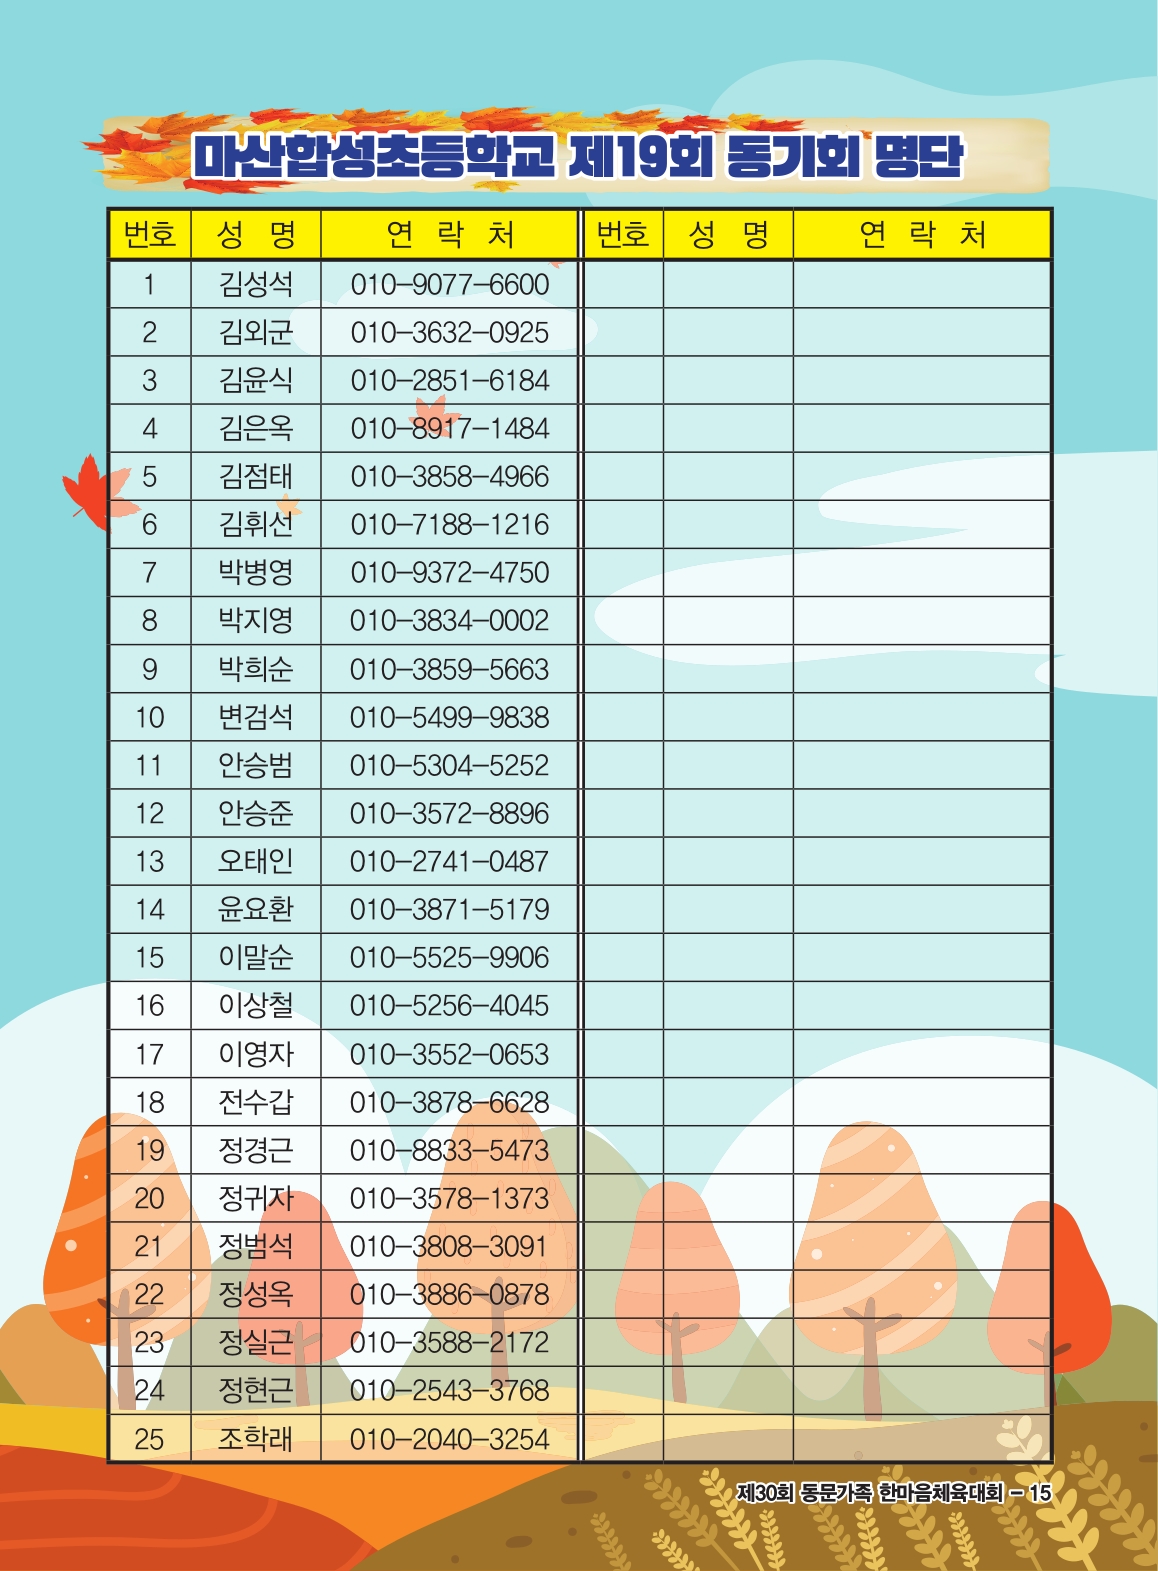 마산합성초등학교 제19회 동기회 명단
번호 성 명 연 락 처 번호 성 명 연 락 처
1 김성석 010-9077-6600
2 김외군 010-3632-0925
3 김윤식 010-2851-6184
4 김은옥 010-8917-1484
5 김점태 010-3858-4966
6 김휘선 010-7188-1216
7 박병영 010-9372-4750
8 박지영 010-3834-0002
9 박희순 010-3859-5663
10 변검석 010-5499-9838
11 안승범 010-5304-5252
12 안승준 010-3572-8896
13 오태인 010-2741-0487
14 윤요환 010-3871-5179
15 이말순 010-5525-9906
16 이상철 010-5256-4045
17 이영자 010-3552-0653
18 전수갑 010-3878-6628
19 정경근 010-8833-5473
20 정귀자 010-3578-1373
21 정범석 010-3808-3091
22 정성옥 010-3886-0878
23 정실근 010-3588-2172
24 정현근 010-2543-3768
25 조학래 010-2040-3254
제30회 동문가족 한마음체육대회 - 15